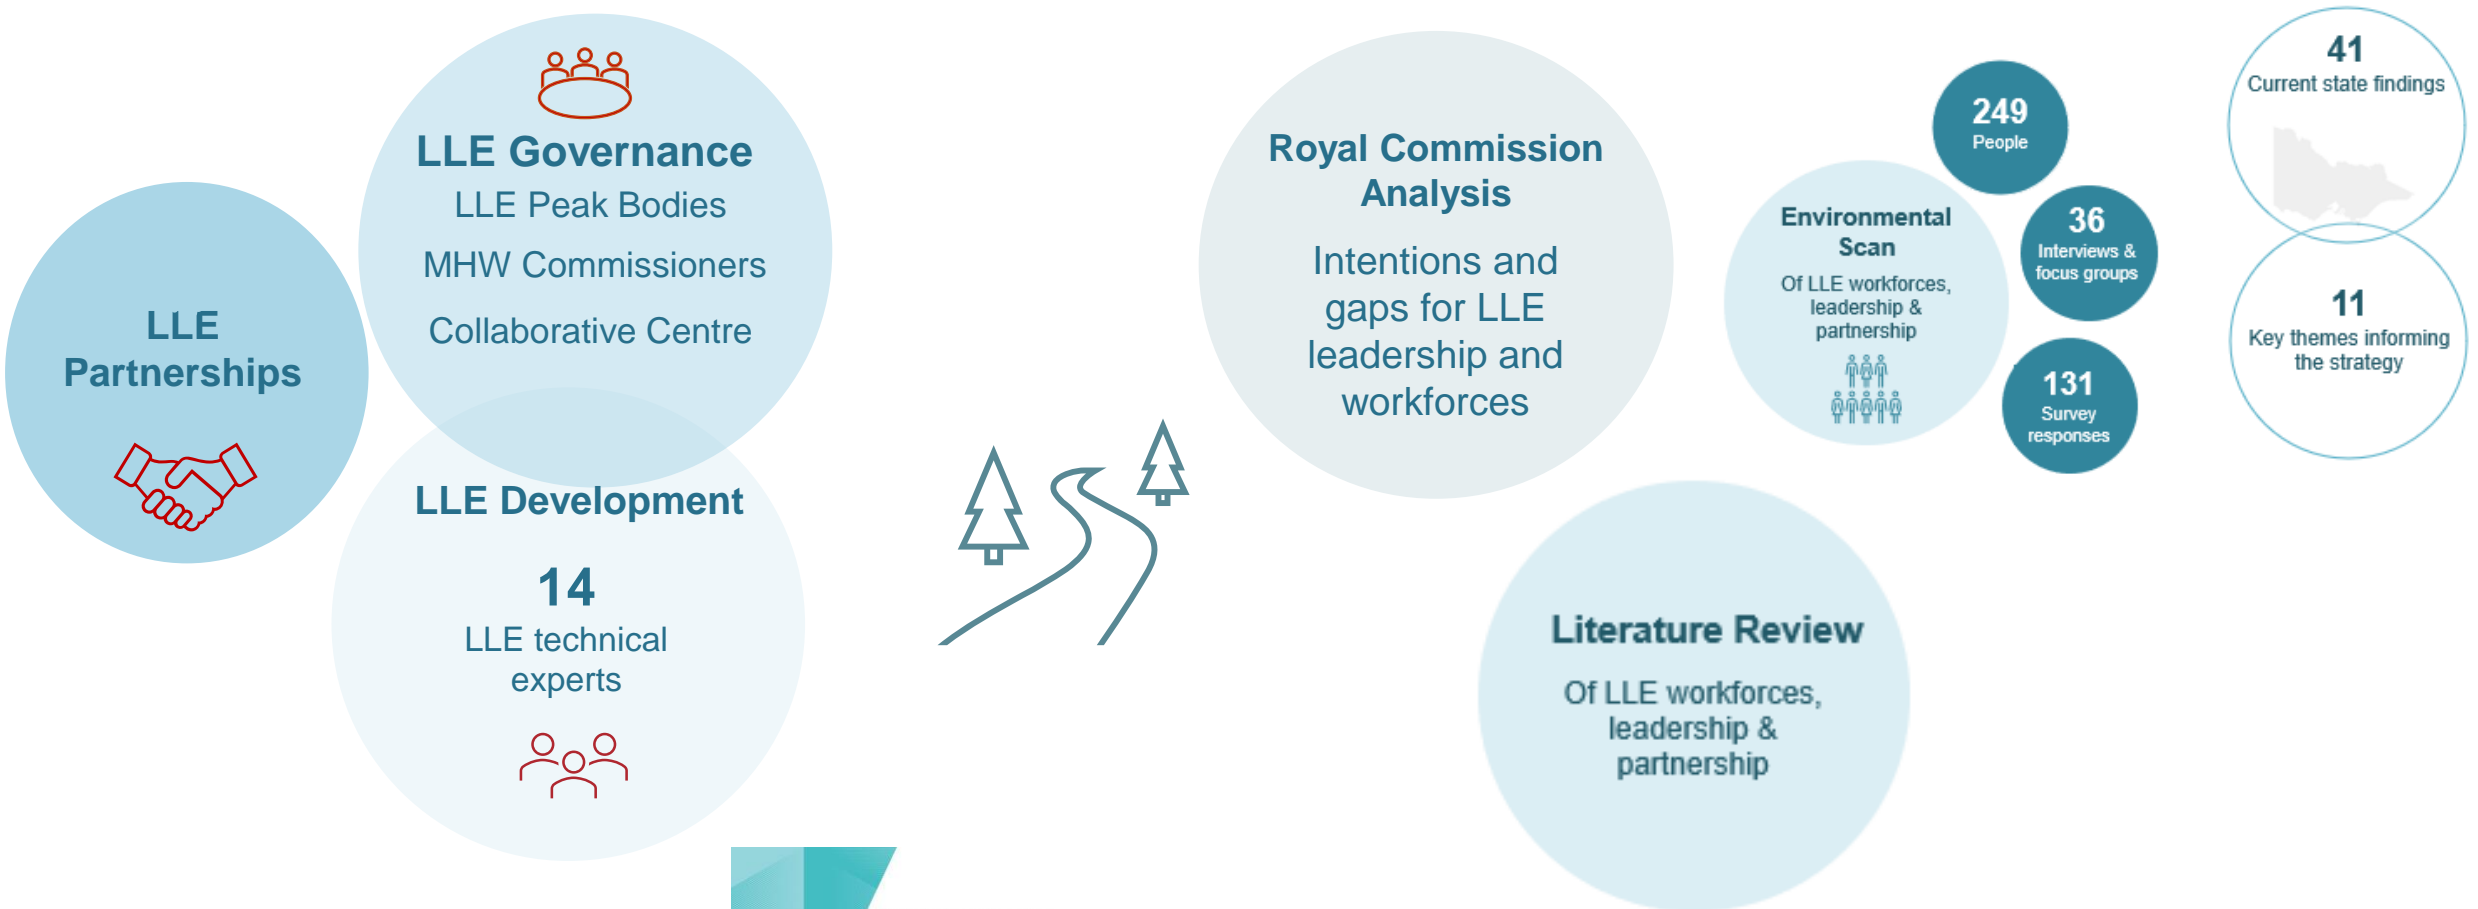 LLE
Partnerships
LLE Governance
LLE Peak Bodies
MHW Commissioners
Collaborative Centre
LLE Development
14
LLE technical
experts
Royal Commission
Analysis
Intentions and
gaps for LLE
leadership and
workforces
Environmental
Scan
Of LLE workforces,
leadership &
partnership
249
People
36
Interviews &
focus groups
131
Survey
responses
41
Current state findings
11
Key themes informing
the strategy
Literature Review
Of LLE workforces,
leadership &
partnership